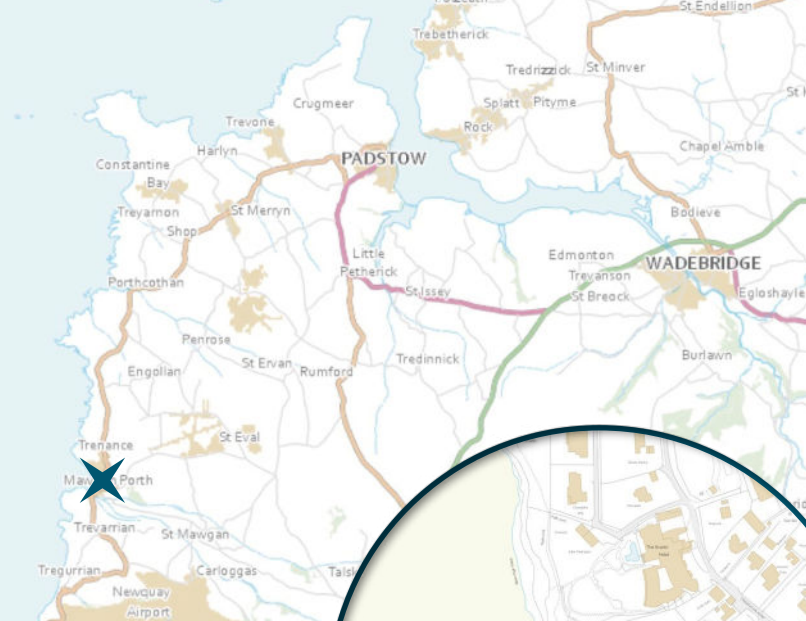 St Endellion
Trebetherick
Tredrizzick
St Minver
Crugmeer
Splatt
Pityme
Trevone
Rock
Harlyn
PADSTOW
Chapel Amble
Constantine
Bay
Treyarnon
St Merryn
Bodieve
Shop
Little
Petherick
Edmonton
WADEBRIDGE
Trevanson
Porthcothan
St Issey
St Breock
Egloshayle
Penrose
Burlawn
St Ervan
Tredinnick
Engollan
Rumford
St Eval
Trenance
Porth
Trevarrian
St Mawgan
Tregurrian
Carloggas
Newquay
Airport